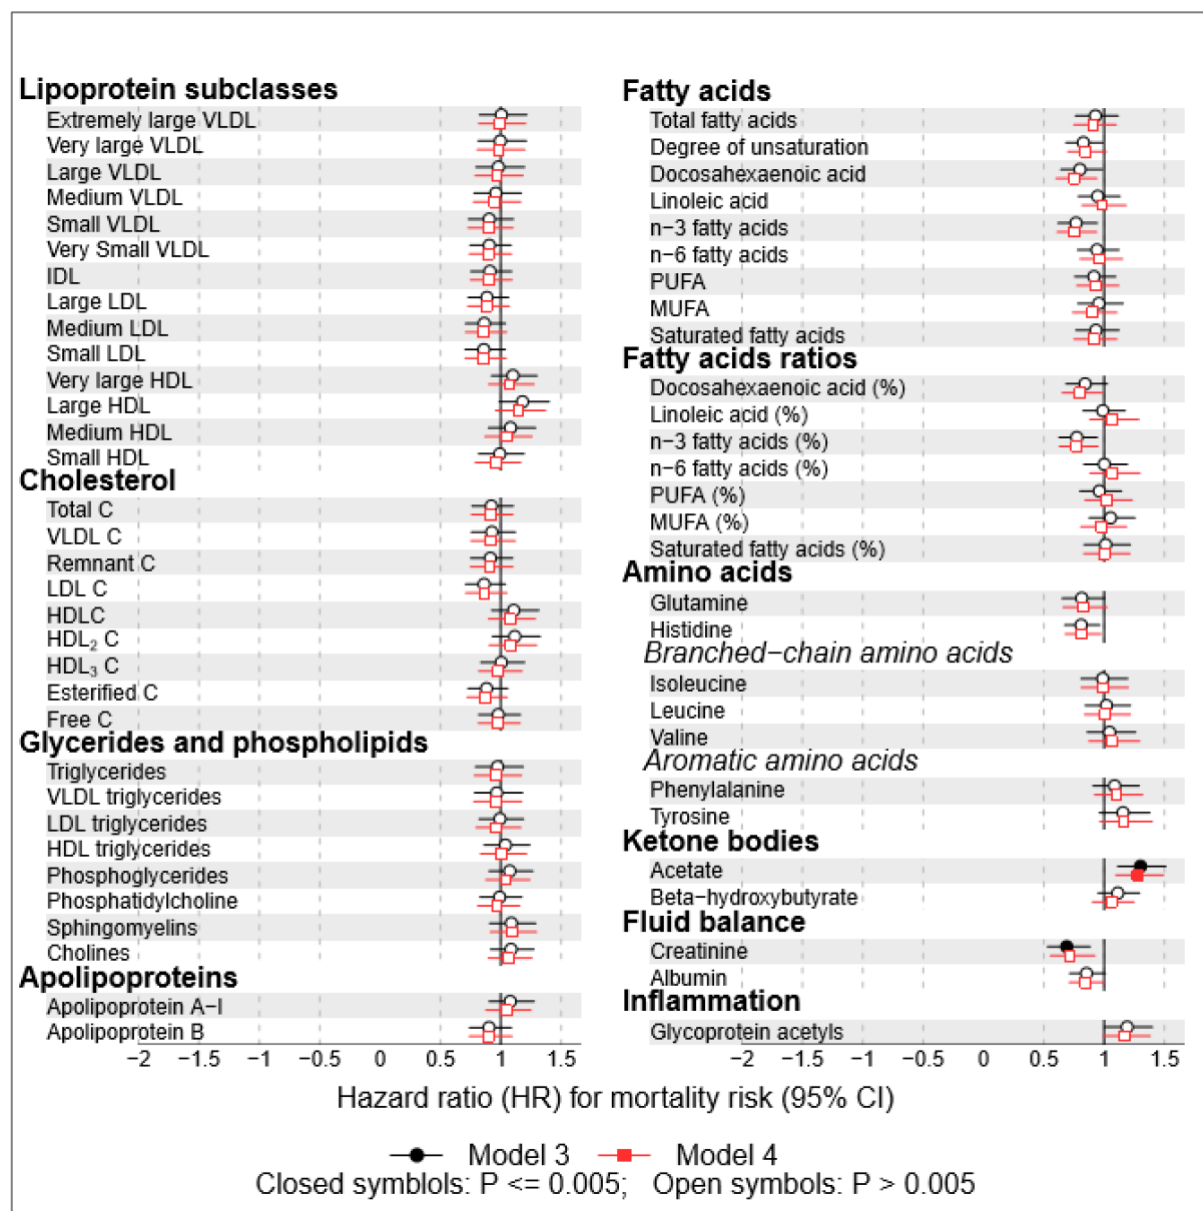 Lipoprotein subclasses
Extremely large VLDL
Very large VLDL
Large VLDL
Medium VLDL
Small VLDL
Very Small VLDL
IDL
Large LDL
Medium LDL
Small LDL
Very large HDL
Large HDL
Medium HDL
Small HDL
Cholesterol
Total C
VLDL C
Remnant C
LDL C
HDLC
HDL₂ C
HDL₃ C
Esterified C
Free C
Glycerides and phospholipids
Triglycerides
VLDL triglycerides
LDL triglycerides
HDL triglycerides
Phosphoglycerides
Phosphatidylcholine
Sphingomyelins
Cholines
Apolipoproteins
Apolipoprotein A−I
Apolipoprotein B
−2 −1.5 −1 −0.5 0 0.5 1 1.5
Fatty acids
Total fatty acids
Degree of unsaturation
Docosahexaenoic acid
Linoleic acid
n−3 fatty acids
n−6 fatty acids
PUFA
MUFA
Saturated fatty acids
Fatty acids ratios
Docosahexaenoic acid (%)
Linoleic acid (%)
n−3 fatty acids (%)
n−6 fatty acids (%)
PUFA (%)
MUFA (%)
Saturated fatty acids (%)
Amino acids
Glutamine
Histidine
Branched−chain amino acids
Isoleucine
Leucine
Valine
Aromatic amino acids
Phenylalanine
Tyrosine
Ketone bodies
Acetate
Beta−hydroxybutyrate
Fluid balance
Creatinine
Albumin
Inflammation
Glycoprotein acetyls
−2 −1.5 −1 −0.5 0 0.5 1 1.5
Hazard ratio (HR) for mortality risk (95% CI)
Model 3 Model 4
Closed symblols: P <= 0.005; Open symbols: P > 0.005